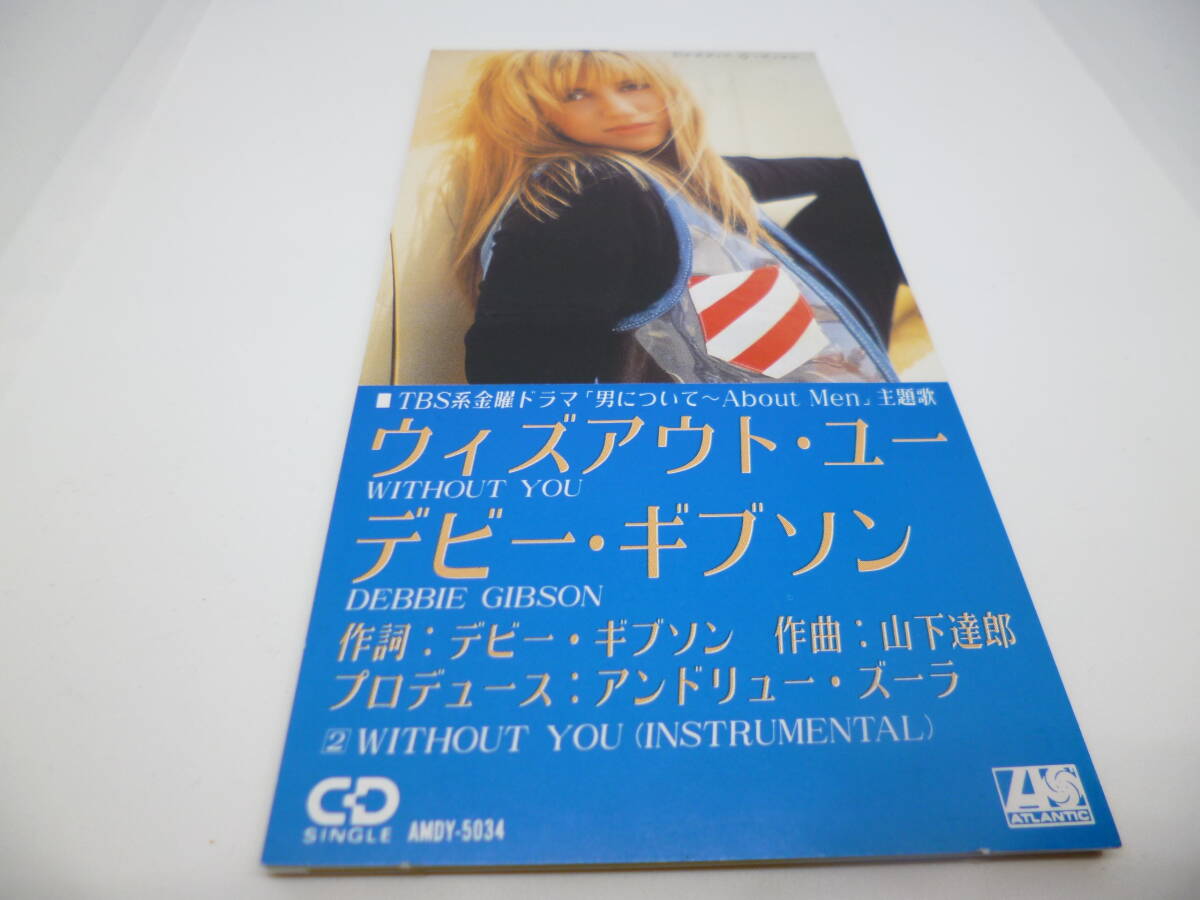 ■TBS系金曜ドラマ「男について〜About Men」主題歌
ウィズアウト・ユー
WITHOUT YOU
デビー・ギブソン
DEBBIE GIBSON
作詞：デビー・ギブソン　作曲：山下達郎
プロデュース：アンドリュー・ズーラ
2 WITHOUT YOU (INSTRUMENTAL)
CD
SINGLE AMDY-5034
ATLANTIC